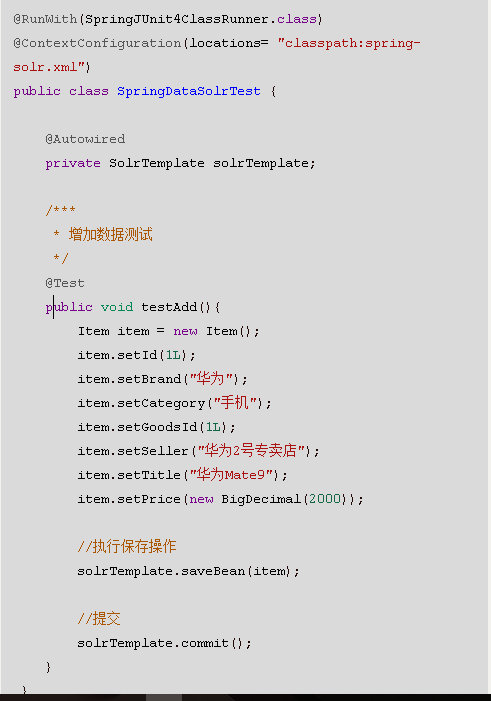 @RunWith(SpringJUnit4ClassRunner.class)
@ContextConfiguration(locations= "classpath:spring-
solr.xml")
public class SpringDataSolrTest {
@Autowired
private SolrTemplate solrTemplate;
/***
* 增加数据测试
*/
@Test
public void testAdd(){
Item item = new Item();
item.setId(1L);
item.setBrand("华为");
item.setCategory("手机");
item.setGoodsId(1L);
item.setSeller("华为2号专卖店");
item.setTitle("华为Mate9");
item.setPrice(new BigDecimal(2000));
//执行保存操作
solrTemplate.saveBean(item);
//提交
solrTemplate.commit();
}
}